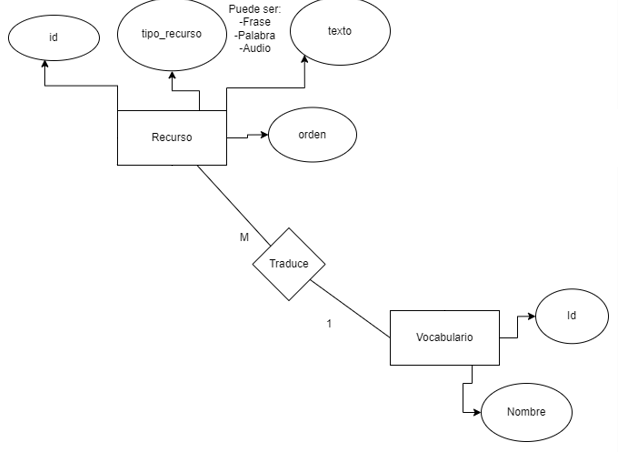 id
tipo_recurso
Puede ser:
-Frase
-Palabra
-Audio
texto
Recurso
orden
M
Traduce
1
Vocabulario
Id
Nombre